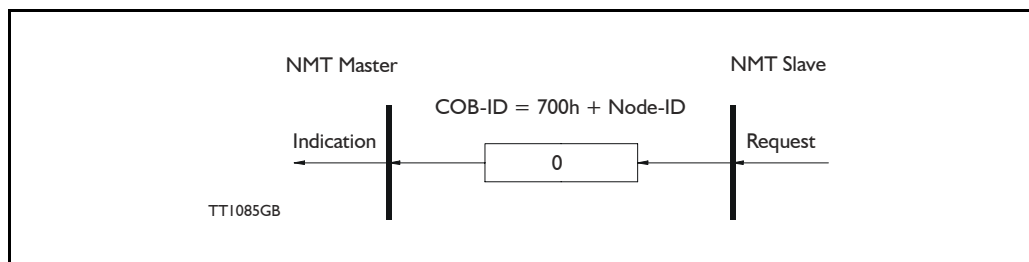 NMT Master
NMT Slave
COB-ID = 700h + Node-ID
Indication
0
Request
TT1085GB